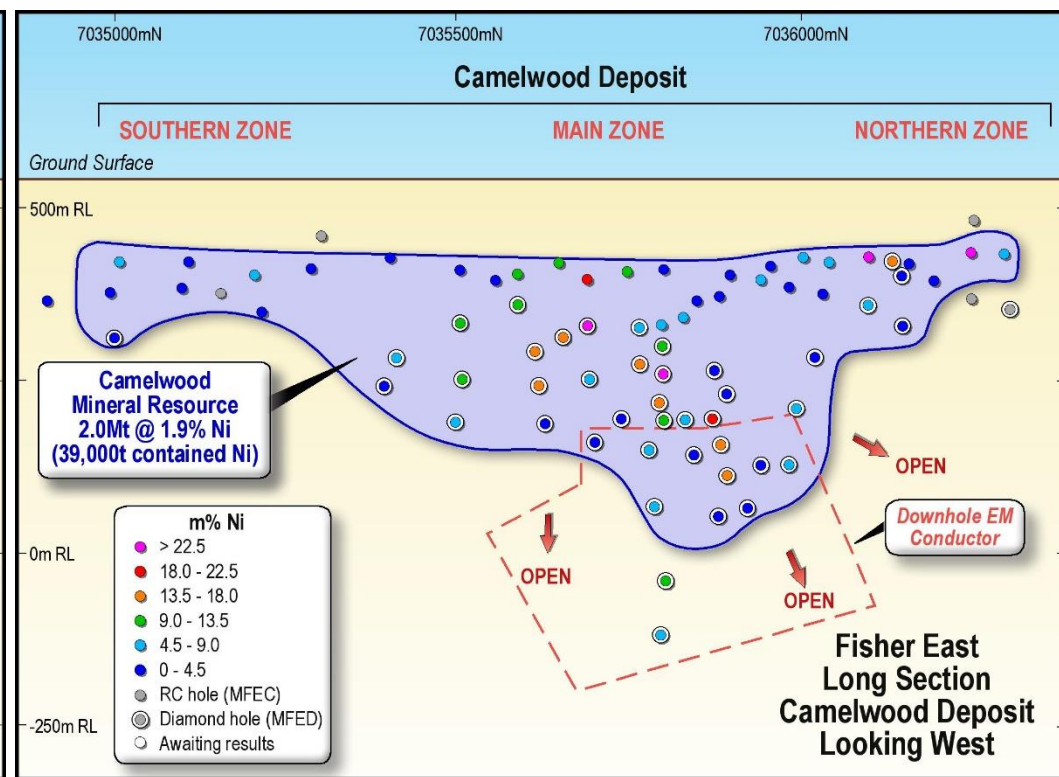 7035000mN
7035500mN
7036000mN
Camelwood Deposit
SOUTHERN ZONE
MAIN ZONE
NORTHERN ZONE
Ground Surface
500m RL
Camelwood
Mineral Resource
2.0Mt @ 1.9% Ni
(39,000t contained Ni)
OPEN
Downhole EM
Conductor
m% Ni
> 22.5
18.0 - 22.5
13.5 - 18.0
9.0 - 13.5
4.5 - 9.0
0 - 4.5
RC hole (MFEC)
Diamond hole (MFED)
Awaiting results
0m RL
OPEN
OPEN
Fisher East
Long Section
Camelwood Deposit
Looking West
-250m RL